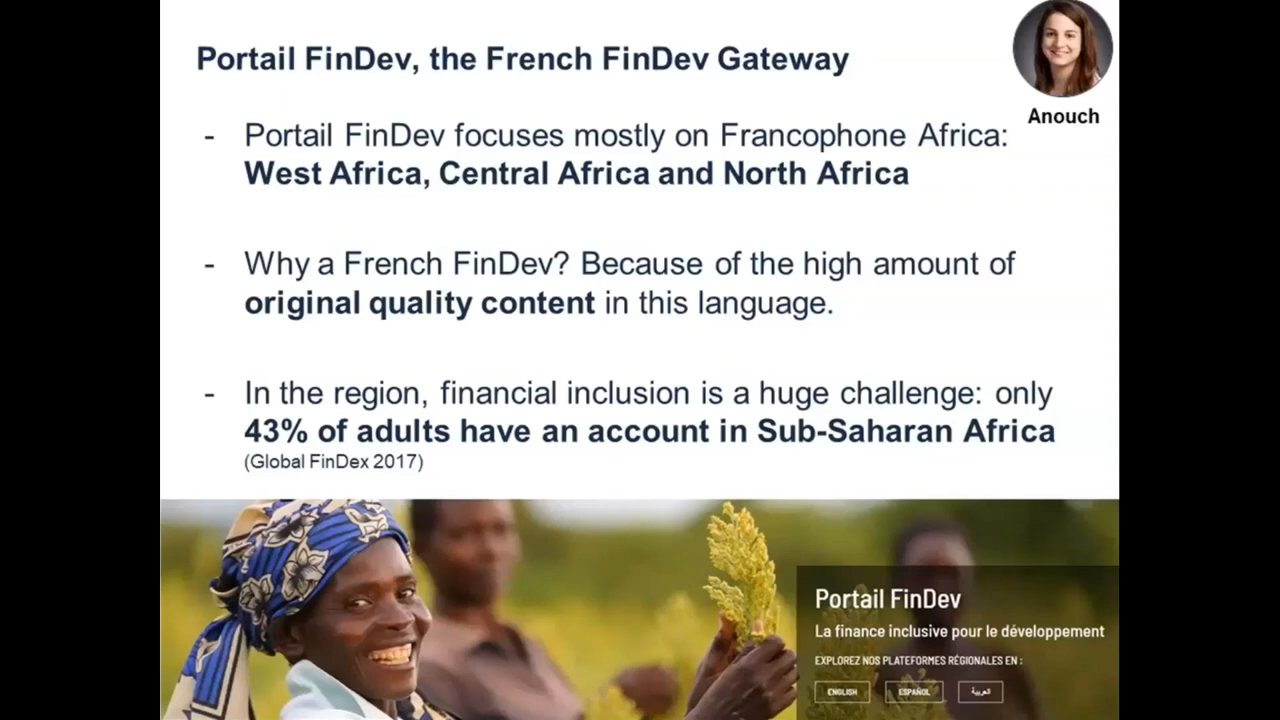 Portail FinDev, the French FinDev Gateway
Anouch
- Portail FinDev focuses mostly on Francophone Africa:
West Africa, Central Africa and North Africa
- Why a French FinDev? Because of the high amount of
original quality content in this language.
- In the region, financial inclusion is a huge challenge: only
43% of adults have an account in Sub-Saharan Africa
(Global FinDex 2017)
Portail FinDev
La finance inclusive pour le développement
EXPLOREZ NOS PLATEFORMES RÉGIONALES EN :
ENGLISH
ESPAÑOL
العربية